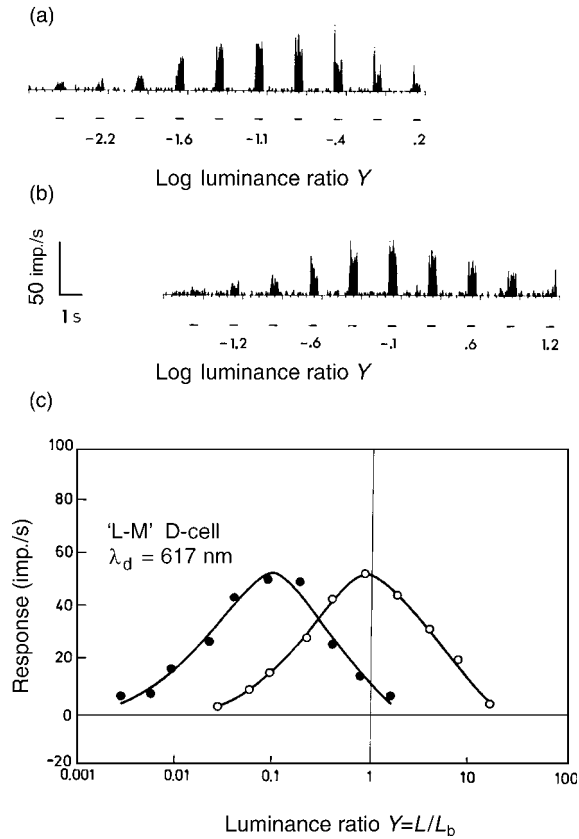 (a)
-2.2 -1.6 -1.1 -.4 .2
Log luminance ratio Y
(b)
50 imp./s
1 s
-1.2 -.6 -.1 .6 1.2
Log luminance ratio Y
(c)
100
80
60
40
20
0
-20
Response (imp./s)
'L-M' D-cell
λd = 617 nm
0.001 0.01 0.1 1 10 100
Luminance ratio Y=L/Lb